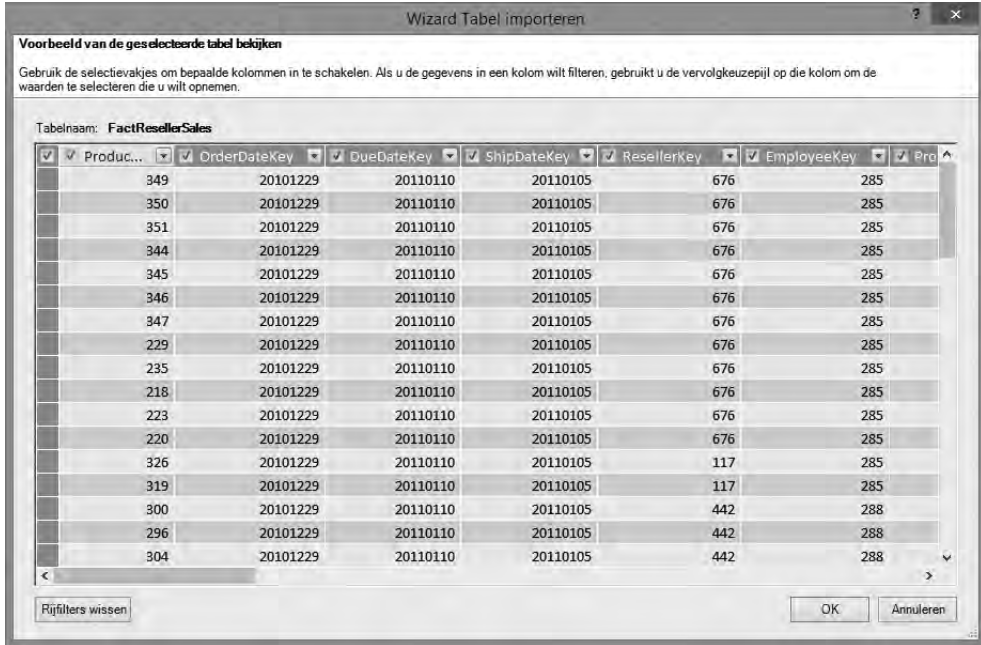 Wizard Tabel importeren
? ×
Voorbeeld van de geselecteerde tabel bekijken
Gebruik de selectievakjes om bepaalde kolommen in te schakelen. Als u de gegevens in een kolom wilt filteren, gebruikt u de vervolgkeuzepijl op die kolom om de
waarden te selecteren die u wilt opnemen.
Tabelnaam: FactResellerSales
Produc... OrderDateKey DueDateKey ShipDateKey ResellerKey EmployeeKey Pro
349 20101229 20110110 20110105 676 285
350 20101229 20110110 20110105 676 285
351 20101229 20110110 20110105 676 285
344 20101229 20110110 20110105 676 285
345 20101229 20110110 20110105 676 285
346 20101229 20110110 20110105 676 285
347 20101229 20110110 20110105 676 285
229 20101229 20110110 20110105 676 285
235 20101229 20110110 20110105 676 285
218 20101229 20110110 20110105 676 285
223 20101229 20110110 20110105 676 285
220 20101229 20110110 20110105 676 285
326 20101229 20110110 20110105 117 285
319 20101229 20110110 20110105 117 285
300 20101229 20110110 20110105 442 288
296 20101229 20110110 20110105 442 288
304 20101229 20110110 20110105 442 288
Rijfilters wissen OK Annuleren